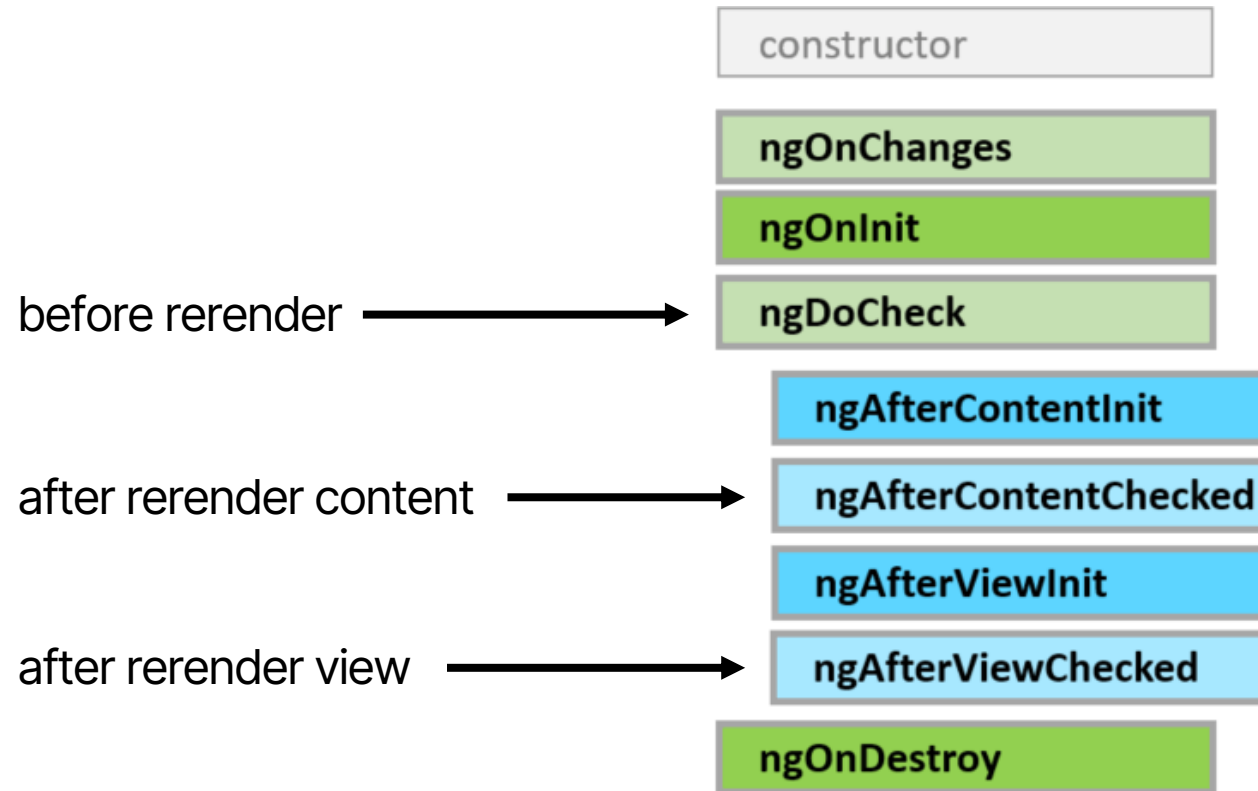 constructor
ngOnChanges
ngOnInit
before rerender
ngDoCheck
ngAfterContentInit
after rerender content
ngAfterContentChecked
ngAfterViewInit
after rerender view
ngAfterViewChecked
ngOnDestroy